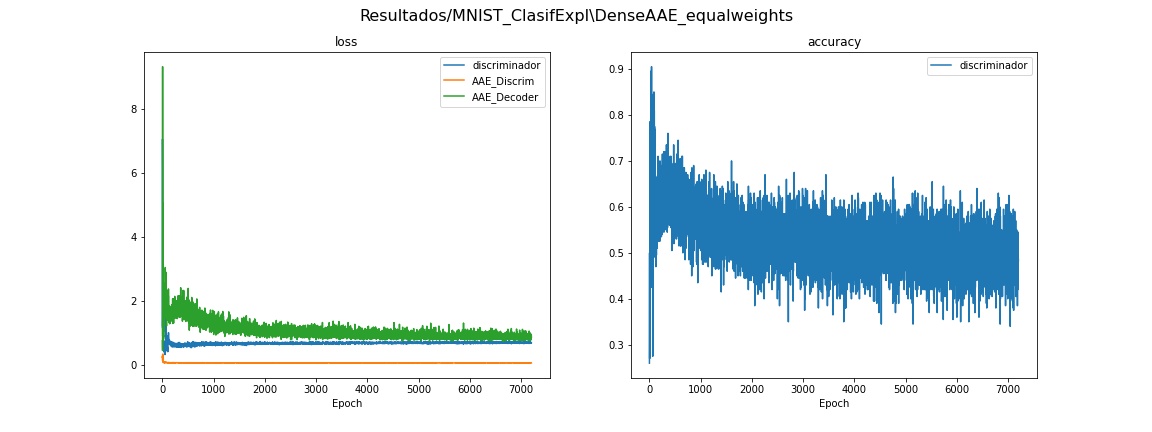 Resultados/MNIST_ClasifExpl\DenseAAE_equalweights
loss
discriminador
AAE_Discrim
AAE_Decoder
8
6
4
2
0
0 1000 2000 3000 4000 5000 6000 7000
Epoch
accuracy
discriminador
0.9
0.8
0.7
0.6
0.5
0.4
0.3
0 1000 2000 3000 4000 5000 6000 7000
Epoch